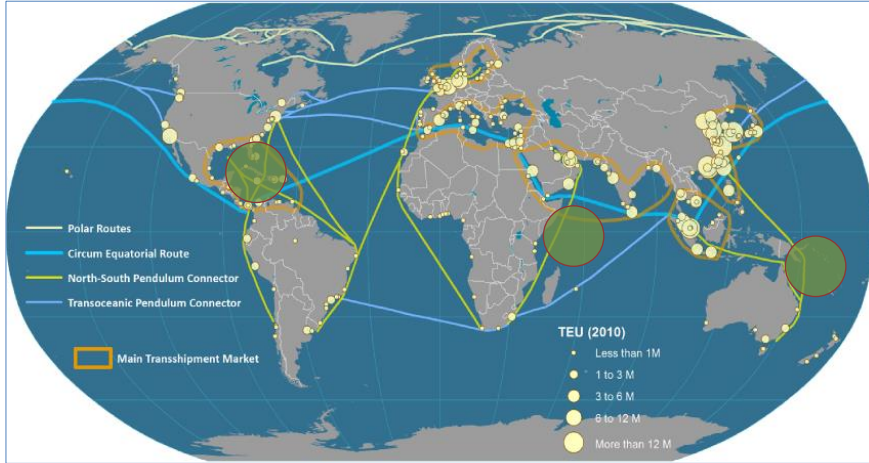 Polar Routes
Circum Equatorial Route
North-South Pendulum Connector
Transoceanic Pendulum Connector
Main Transshipment Market
TEU (2010)
Less than 1M
1 to 3 M
3 to 6 M
6 to 12 M
More than 12 M